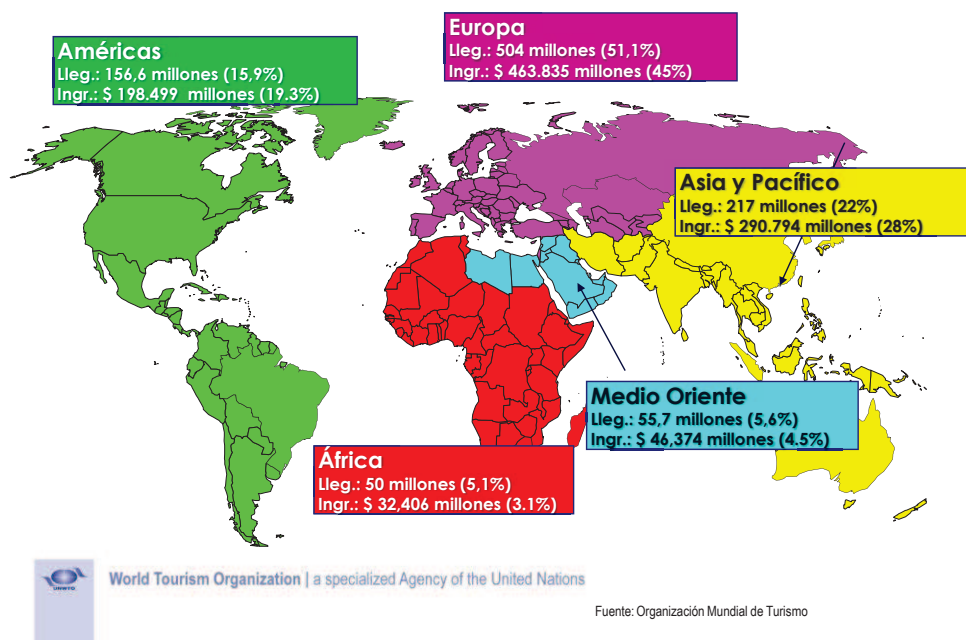 Europa
Lleg.: 504 millones (51,1%)
Ingr.: $ 463.835 millones (45%)
Américas
Lleg.: 156,6 millones (15,9%)
Ingr.: $ 198.499 millones (19.3%)
Asia y Pacífico
Lleg.: 217 millones (22%)
Ingr.: $ 290.794 millones (28%)
Medio Oriente
Lleg.: 55,7 millones (5,6%)
Ingr.: $ 46,374 millones (4.5%)
África
Lleg.: 50 millones (5,1%)
Ingr.: $ 32,406 millones (3.1%)
World Tourism Organization | a specialized Agency of the United Nations
UNWTO
Fuente: Organización Mundial de Turismo